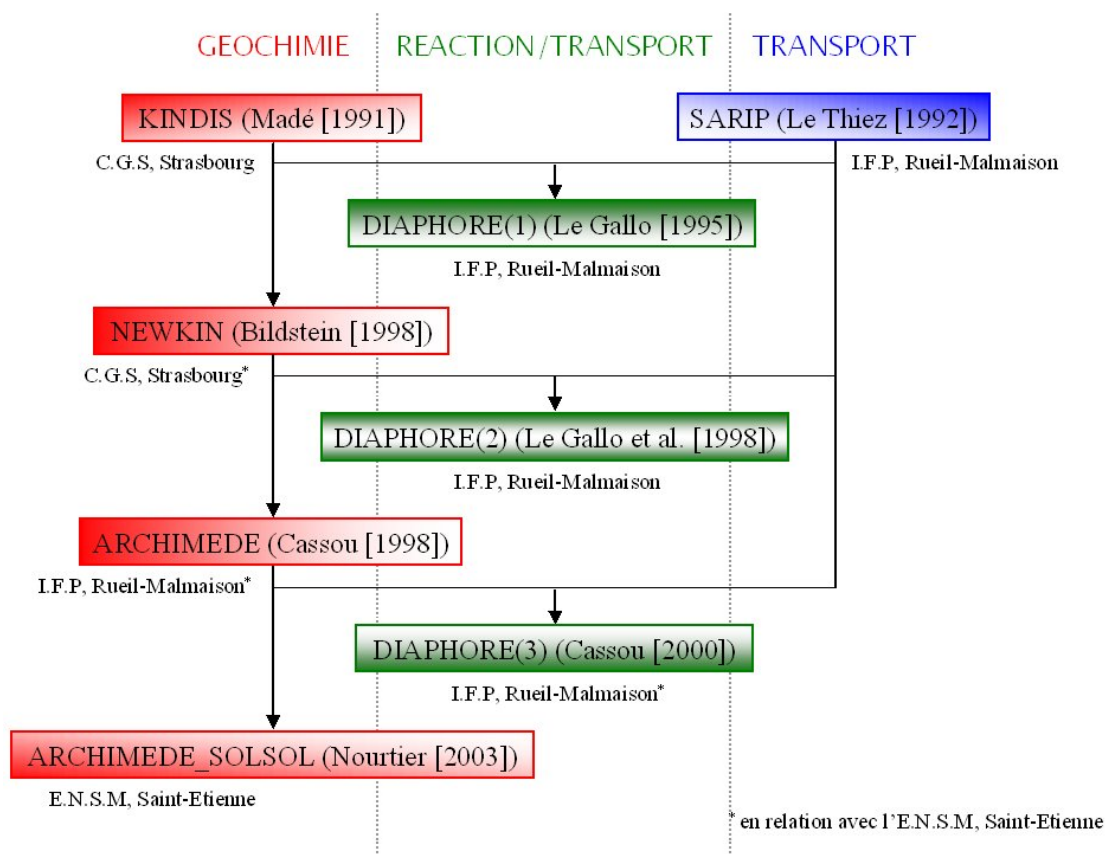 GEOCHIMIE
REACTION/TRANSPORT
TRANSPORT
KINDIS (Madé [1991])
SARIP (Le Thiez [1992])
C.G.S, Strasbourg
I.F.P, Rueil-Malmaison
DIAPHORE(1) (Le Gallo [1995])
I.F.P, Rueil-Malmaison
NEWKIN (Bildstein [1998])
C.G.S, Strasbourg*
DIAPHORE(2) (Le Gallo et al. [1998])
I.F.P, Rueil-Malmaison
ARCHIMEDE (Cassou [1998])
I.F.P, Rueil-Malmaison*
DIAPHORE(3) (Cassou [2000])
I.F.P, Rueil-Malmaison*
ARCHIMEDE_SOLSOL (Nourtier [2003])
E.N.S.M, Saint-Etienne
* en relation avec l'E.N.S.M, Saint-Etienne